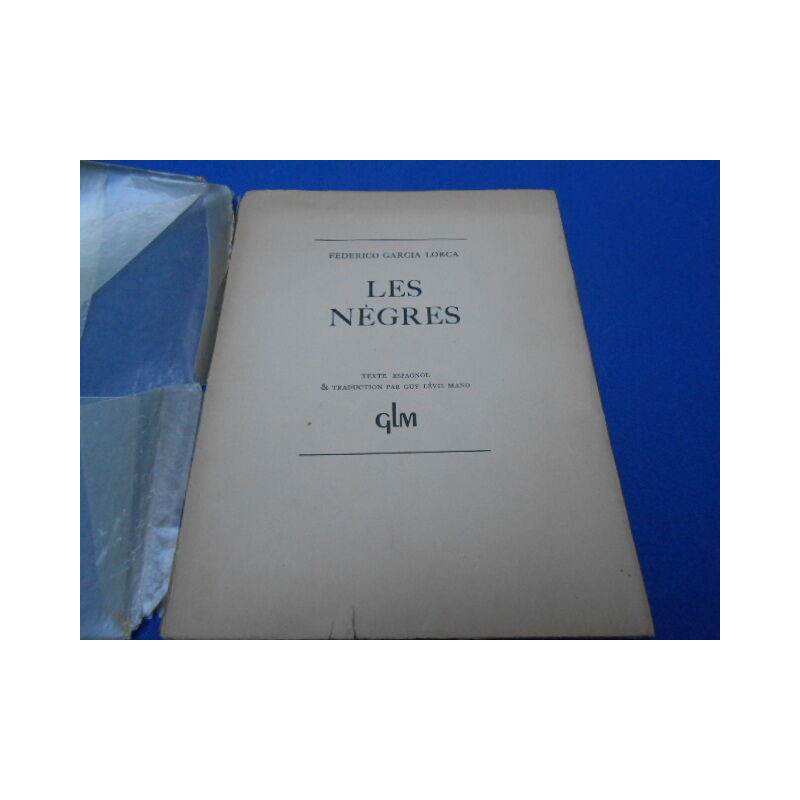 FEDERICO GARCIA LORCA
LES
NÈGRES
TEXTE ESPAGNOL
& TRADUCTION PAR GUY LÉVIS MANO
GLM